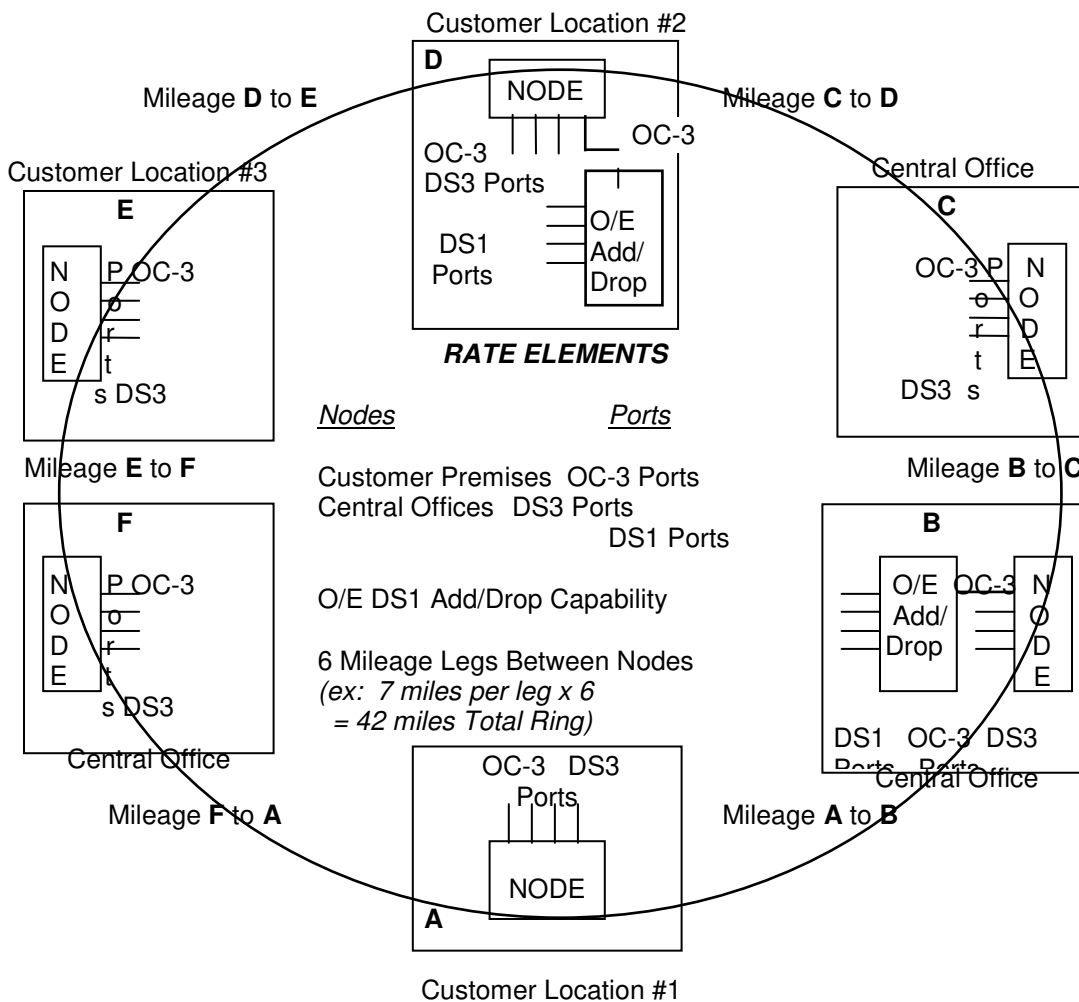 Customer Location #2
D
NODE
Mileage D to E
Mileage C to D
OC-3
OC-3
DS3 Ports
O/E
Add/
Drop
DS1
Ports
Customer Location #3
E
N
O
D
E
P OC-3
o
r
t
s DS3
Central Office
C
OC-3 P
o
r
t
DS3 s
N
O
D
E
RATE ELEMENTS
Nodes Ports
Customer Premises OC-3 Ports
Central Offices DS3 Ports
DS1 Ports
O/E DS1 Add/Drop Capability
6 Mileage Legs Between Nodes
(ex: 7 miles per leg x 6
= 42 miles Total Ring)
Mileage E to F
Mileage B to C
F
N
O
D
E
P OC-3
o
r
t
s DS3
Central Office
B
O/E
Add/
Drop
OC-3
N
O
D
E
DS1 OC-3 DS3
Ports Ports
Central Office
Mileage F to A
Mileage A to B
OC-3 DS3
Ports
NODE
A
Customer Location #1